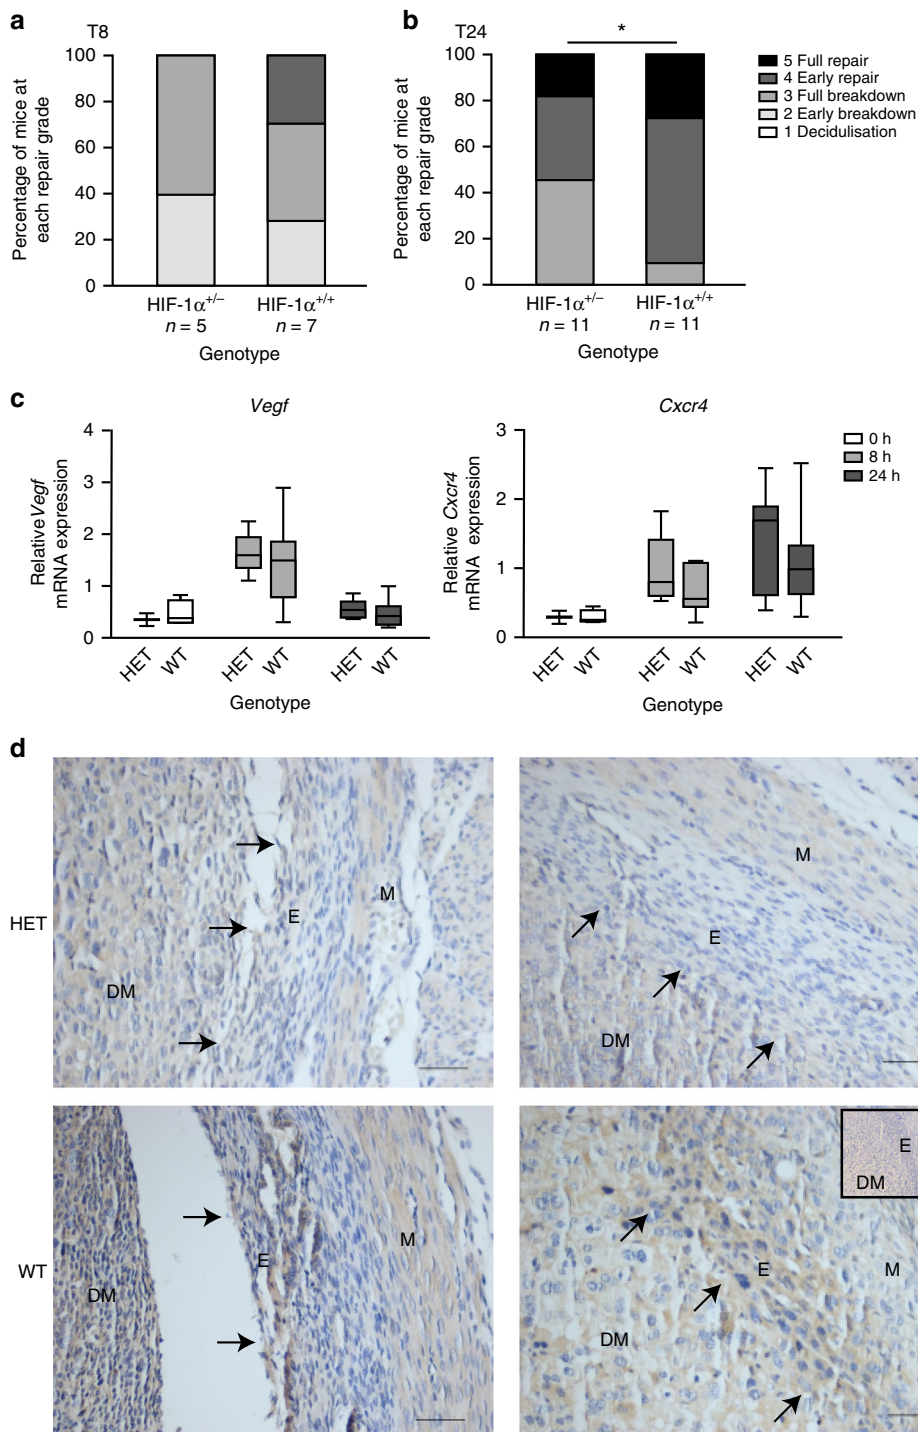 a
T8
Percentage of mice at
each repair grade
100
80
60
40
20
0
HIF-1α+/–
n = 5
HIF-1α+/+
n = 7
Genotype
b
T24
*
Percentage of mice at
each repair grade
100
80
60
40
20
0
HIF-1α+/–
n = 11
HIF-1α+/+
n = 11
Genotype
5 Full repair
4 Early repair
3 Full breakdown
2 Early breakdown
1 Decidulisation
c
Vegf
Relative Vegf
mRNA expression
4
3
2
1
0
HET
WT
HET
WT
HET
WT
Genotype
Cxcr4
Relative Cxcr4
mRNA expression
3
2
1
0
HET
WT
HET
WT
HET
WT
Genotype
0 h
8 h
24 h
d
HET
E
M
DM
M
E
DM
WT
E
M
DM
E
DM
E
M
DM